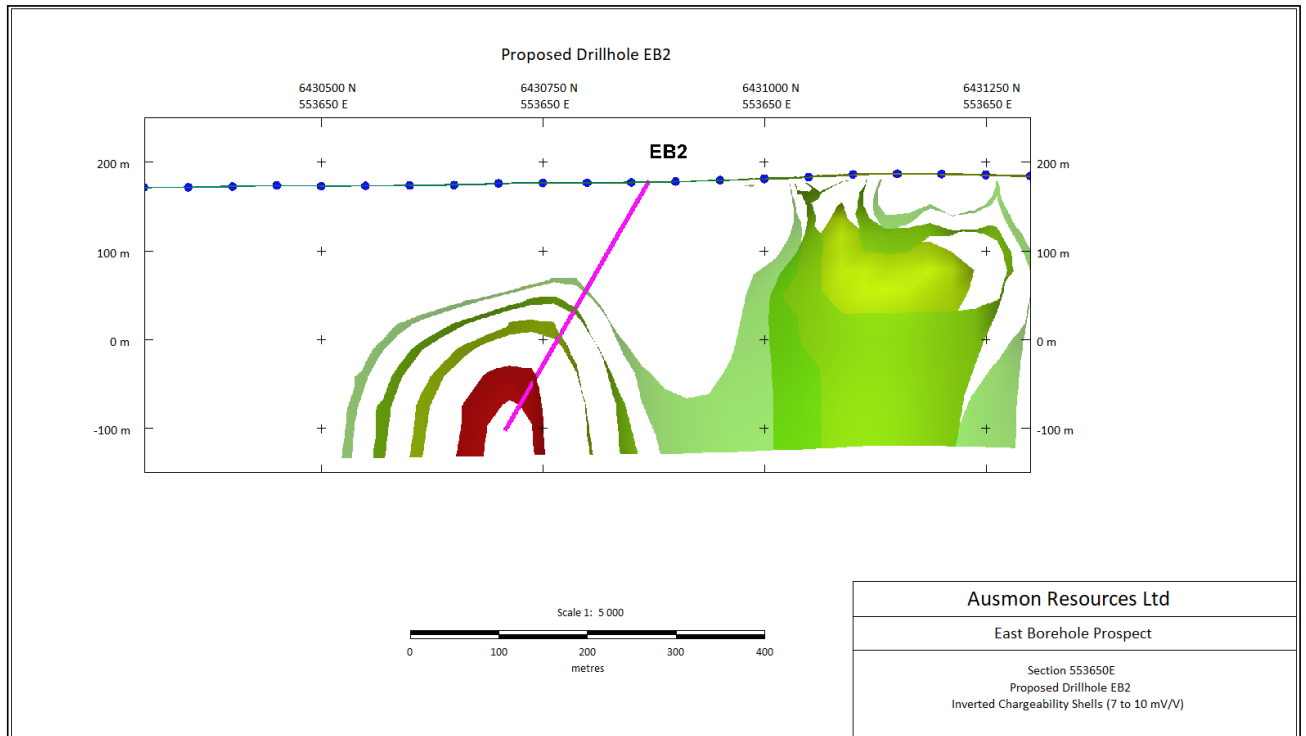 Proposed Drillhole EB2
6430500 N
553650 E
6430750 N
553650 E
6431000 N
553650 E
6431250 N
553650 E
EB2
200 m
200 m
100 m
100 m
0 m
0 m
-100 m
-100 m
Scale 1: 5 000
0 100 200 300 400
metres
Ausmon Resources Ltd
East Borehole Prospect
Section 553650E
Proposed Drillhole EB2
Inverted Chargeability Shells (7 to 10 mV/V)